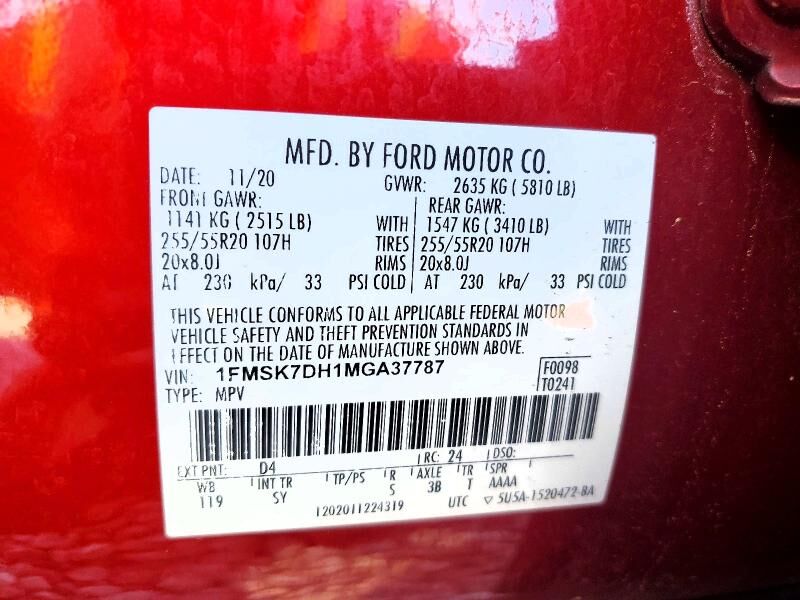 MFD. BY FORD MOTOR CO.
DATE: 11/20 GVWR: 2635 KG ( 5810 LB)
FRONT GAWR: REAR GAWR:
1141 KG ( 2515 LB) WITH 1547 KG ( 3410 LB) WITH
255/55R20 107H TIRES 255/55R20 107H TIRES
20x8.0J RIMS 20x8.0J RIMS
AT 230 kPa/ 33 PSI COLD AT 230 kPa/ 33 PSI COLD
THIS VEHICLE CONFORMS TO ALL APPLICABLE FEDERAL MOTOR
VEHICLE SAFETY AND THEFT PREVENTION STANDARDS IN
EFFECT ON THE DATE OF MANUFACTURE SHOWN ABOVE.
VIN: 1FMSK7DH1MGA37787 F0098
TYPE: MPV T0241
EXT PNT: D4 RC: 24 DSO:
WB INT TR TP/PS R AXLE TR SPR
119 SY S 3B T AAAA
1202011224319 UTC ▽ 5U5A-1520472-BA